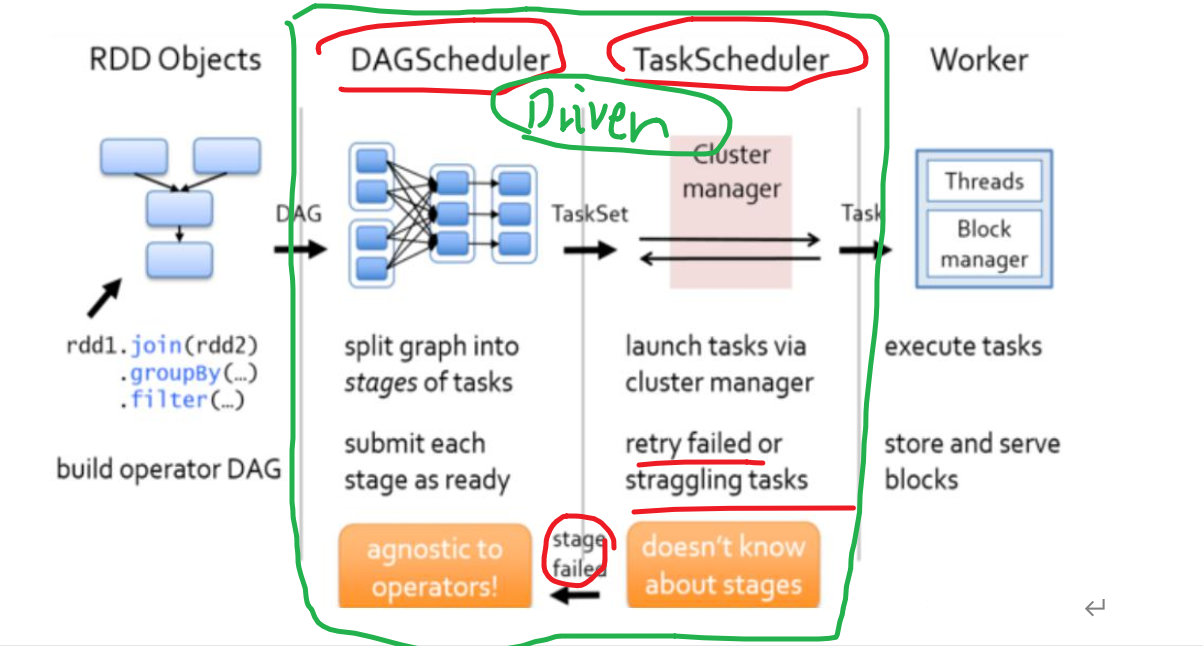 RDD Objects
DAGScheduler
TaskScheduler
Worker
Driver
Cluster
manager
DAG
TaskSet
Task
Threads
Block
manager
rdd1.join(rdd2)
.groupBy(…)
.filter(…)
build operator DAG
split graph into
stages of tasks
submit each
stage as ready
launch tasks via
cluster manager
retry failed or
straggling tasks
execute tasks
store and serve
blocks
agnostic to
operators!
stage
failed
doesn't know
about stages